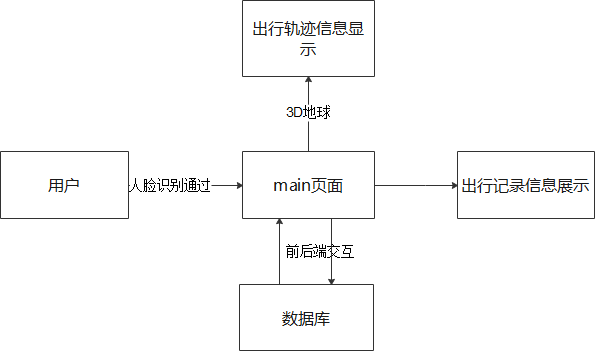 出行轨迹信息显
示
3D地球
用户
人脸识别通过
main页面
出行记录信息展示
前后端交互
数据库